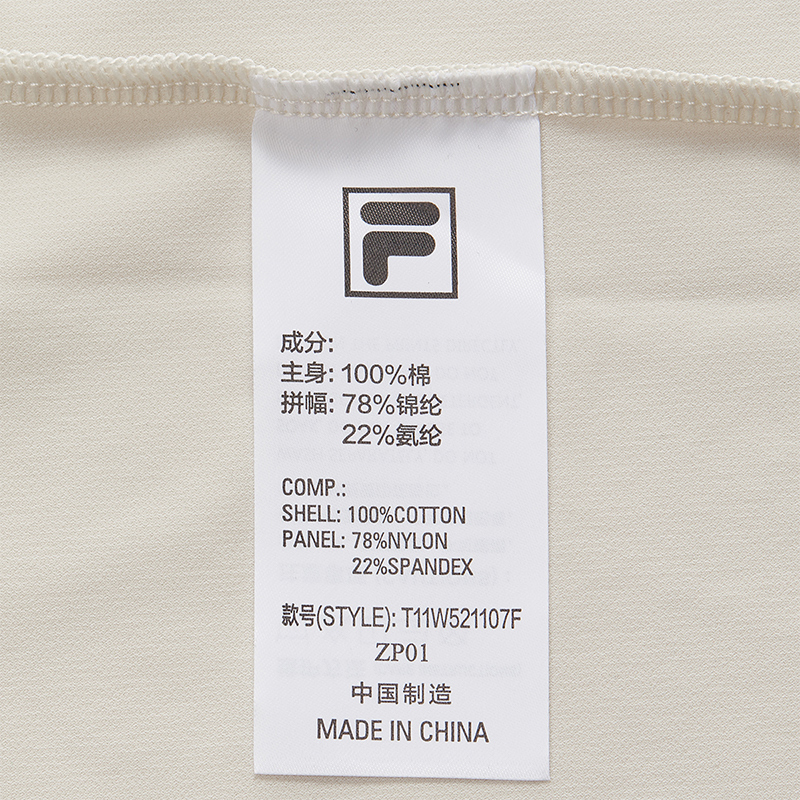 成分:
主身: 100%棉
拼幅: 78%锦纶
22%氨纶
COMP.:
SHELL: 100%COTTON
PANEL: 78%NYLON
22%SPANDEX
款号(STYLE): T11W521107F
ZP01
中国制造
MADE IN CHINA